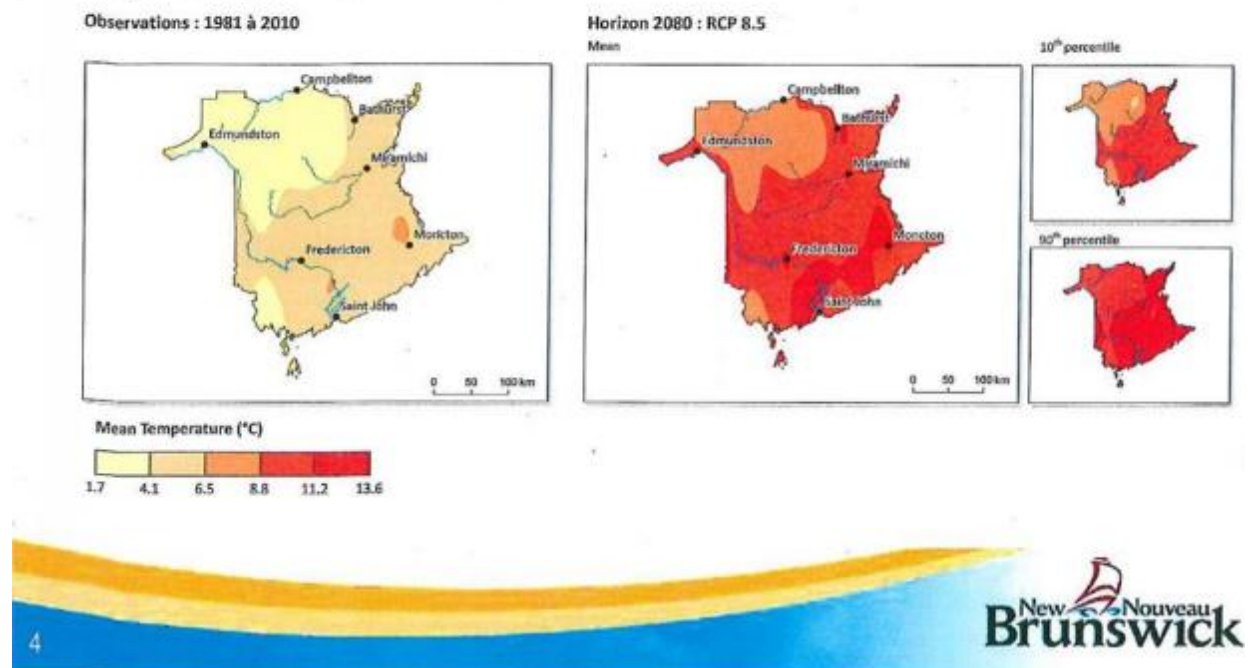 Observations : 1981 à 2010
Campbellton
Bathurst
Edmundston
Miramichi
Moncton
Fredericton
Saint John
0 50 100 km
Horizon 2080 : RCP 8.5
Mean
Campbellton
Bathurst
Edmundston
Miramichi
Moncton
Fredericton
Saint John
0 50 100 km
10th percentile
90th percentile
Mean Temperature (°C)
1.7 4.1 6.5 8.8 11.2 13.6
4
New Nouveau
Brunswick